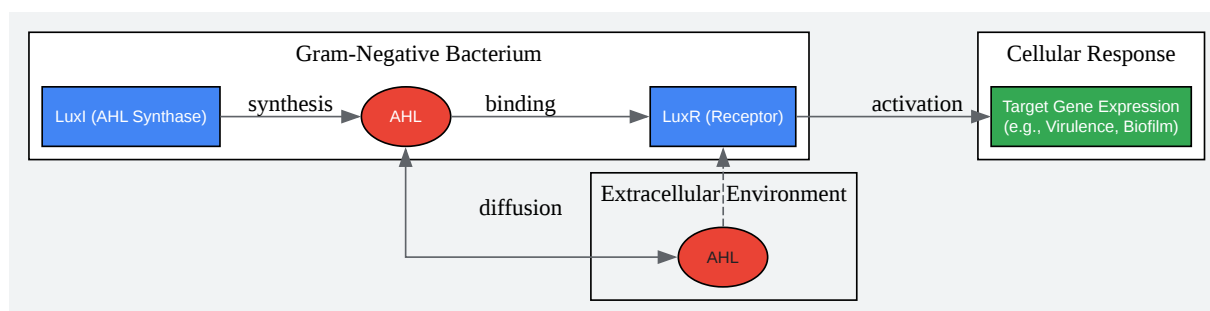 Gram-Negative Bacterium
Cellular Response
LuxI (AHL Synthase)
synthesis
AHL
binding
LuxR (Receptor)
activation
Target Gene Expression
(e.g., Virulence, Biofilm)
diffusion
Extracellular Environment
AHL